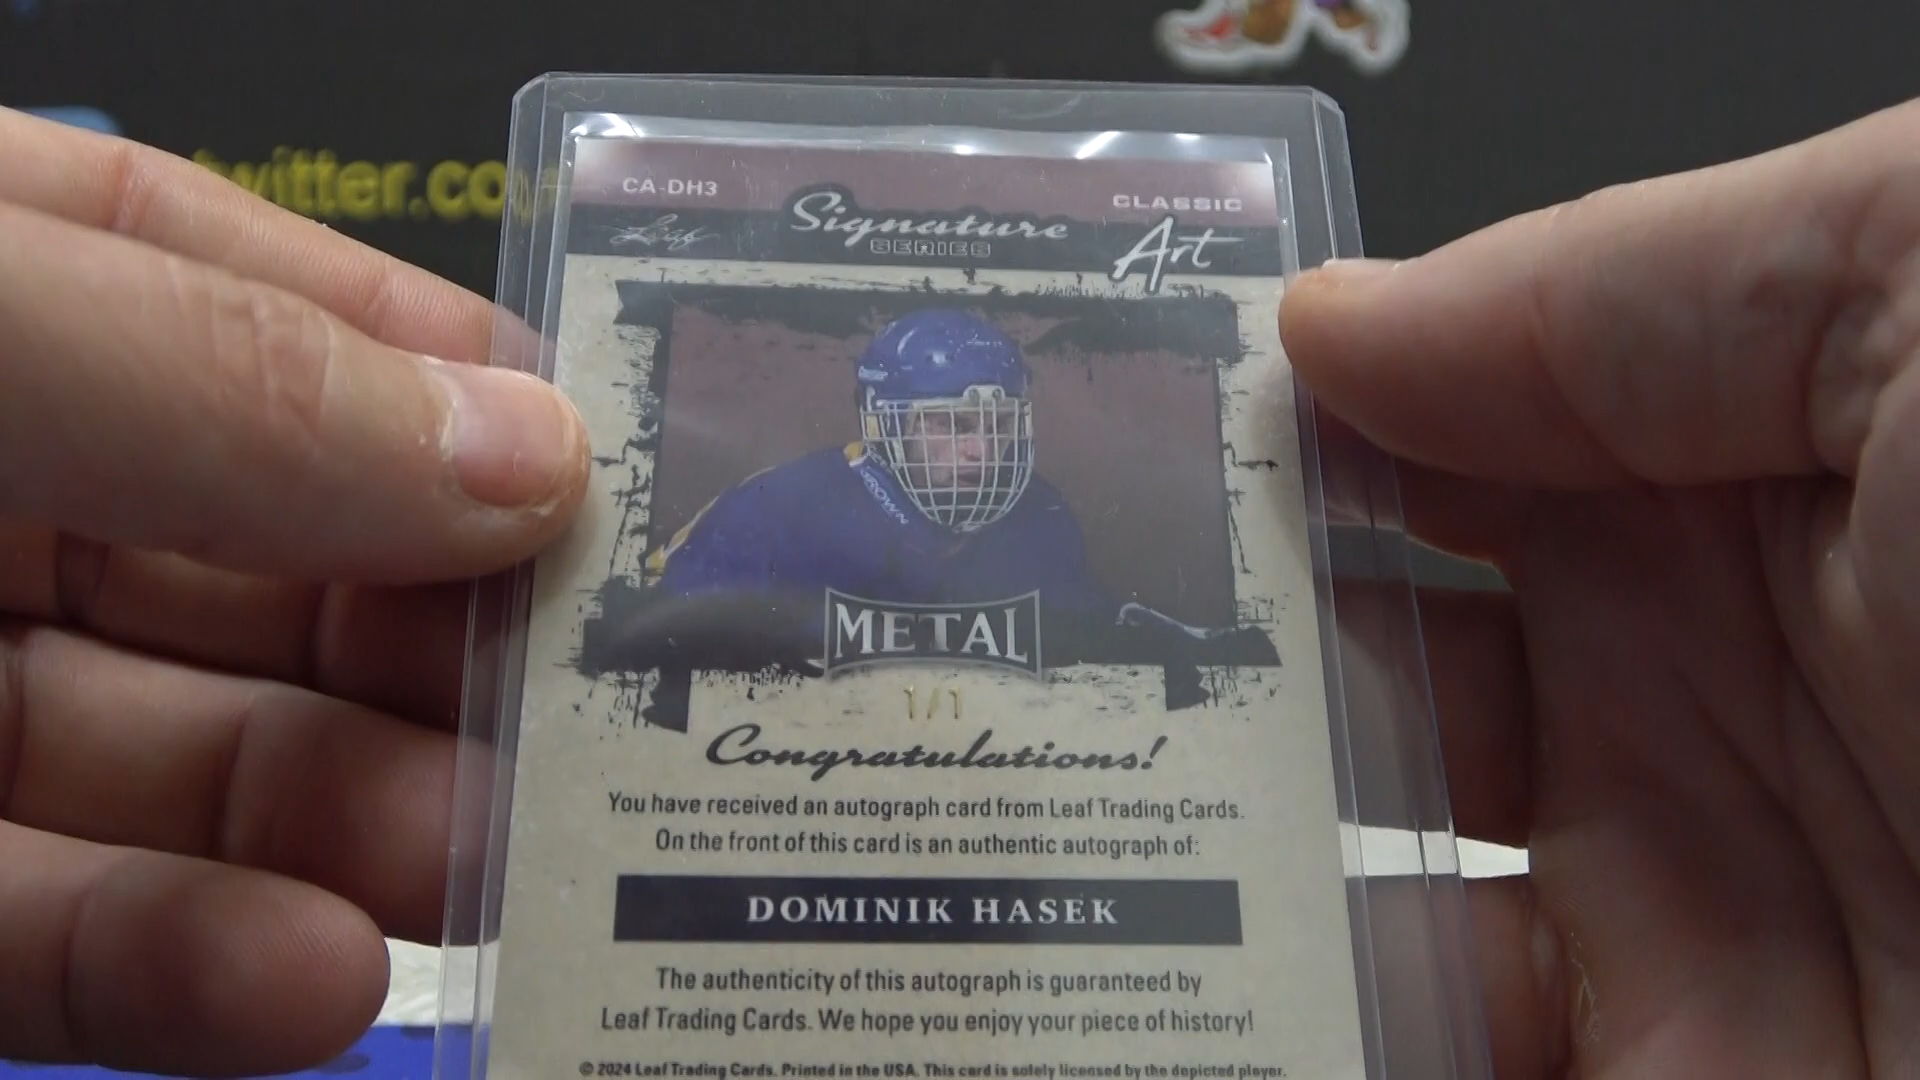 witter.co
CA-DH3
CLASSIC
Leaf
Signature
SERIES
Art
BROWN
METAL
1/1
Congratulations!
You have received an autograph card from Leaf Trading Cards.
On the front of this card is an authentic autograph of:
DOMINIK HASEK
The authenticity of this autograph is guaranteed by
Leaf Trading Cards. We hope you enjoy your piece of history!
© 2024 Leaf Trading Cards. Printed in the USA. This card is solely licensed by the depicted player.